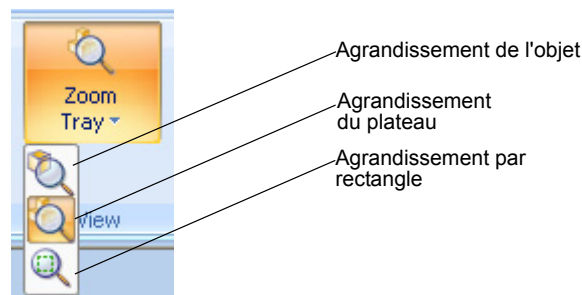 Zoom
Tray
View
Agrandissement de l'objet
Agrandissement
du plateau
Agrandissement par
rectangle